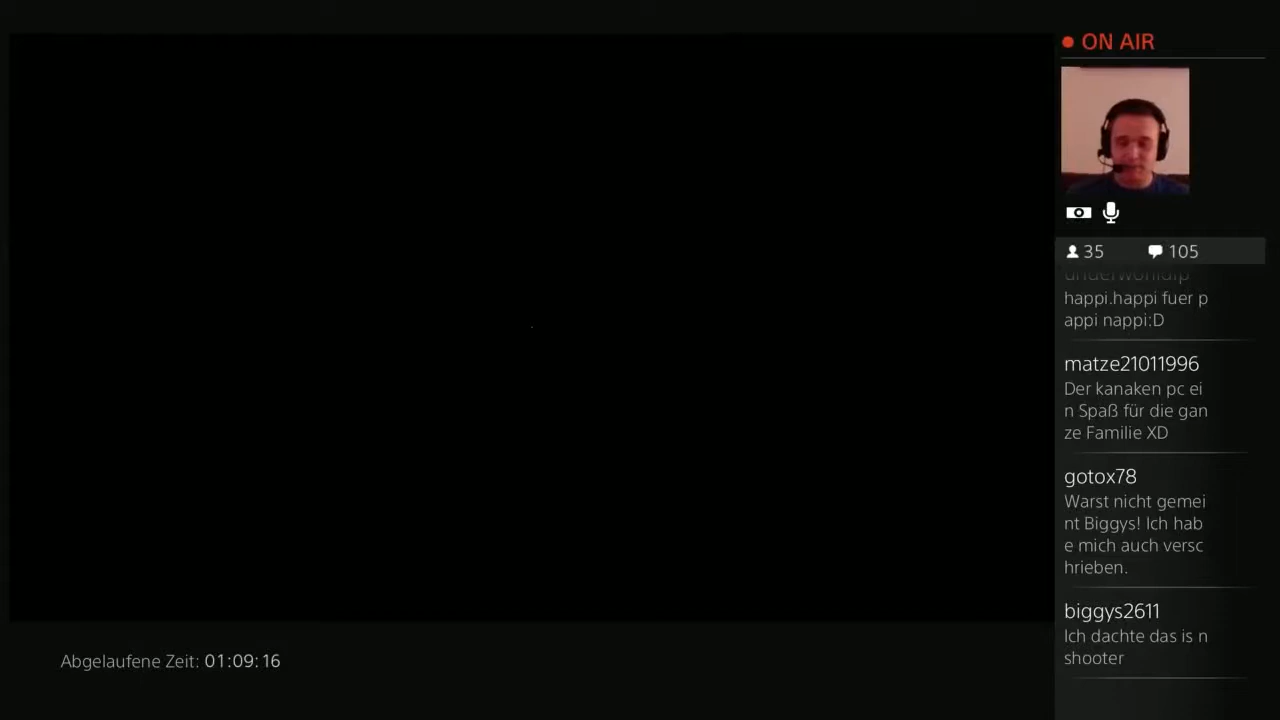 ON AIR
35 105
happi.happi fuer p
appi nappi:D
matze21011996
Der kanaken pc ei
n Spaß für die gan
ze Familie XD
gotox78
Warst nicht gemei
nt Biggys! Ich hab
e mich auch versc
hrieben.
biggys2611
Ich dachte das is n
shooter
Abgelaufene Zeit: 01:09:16